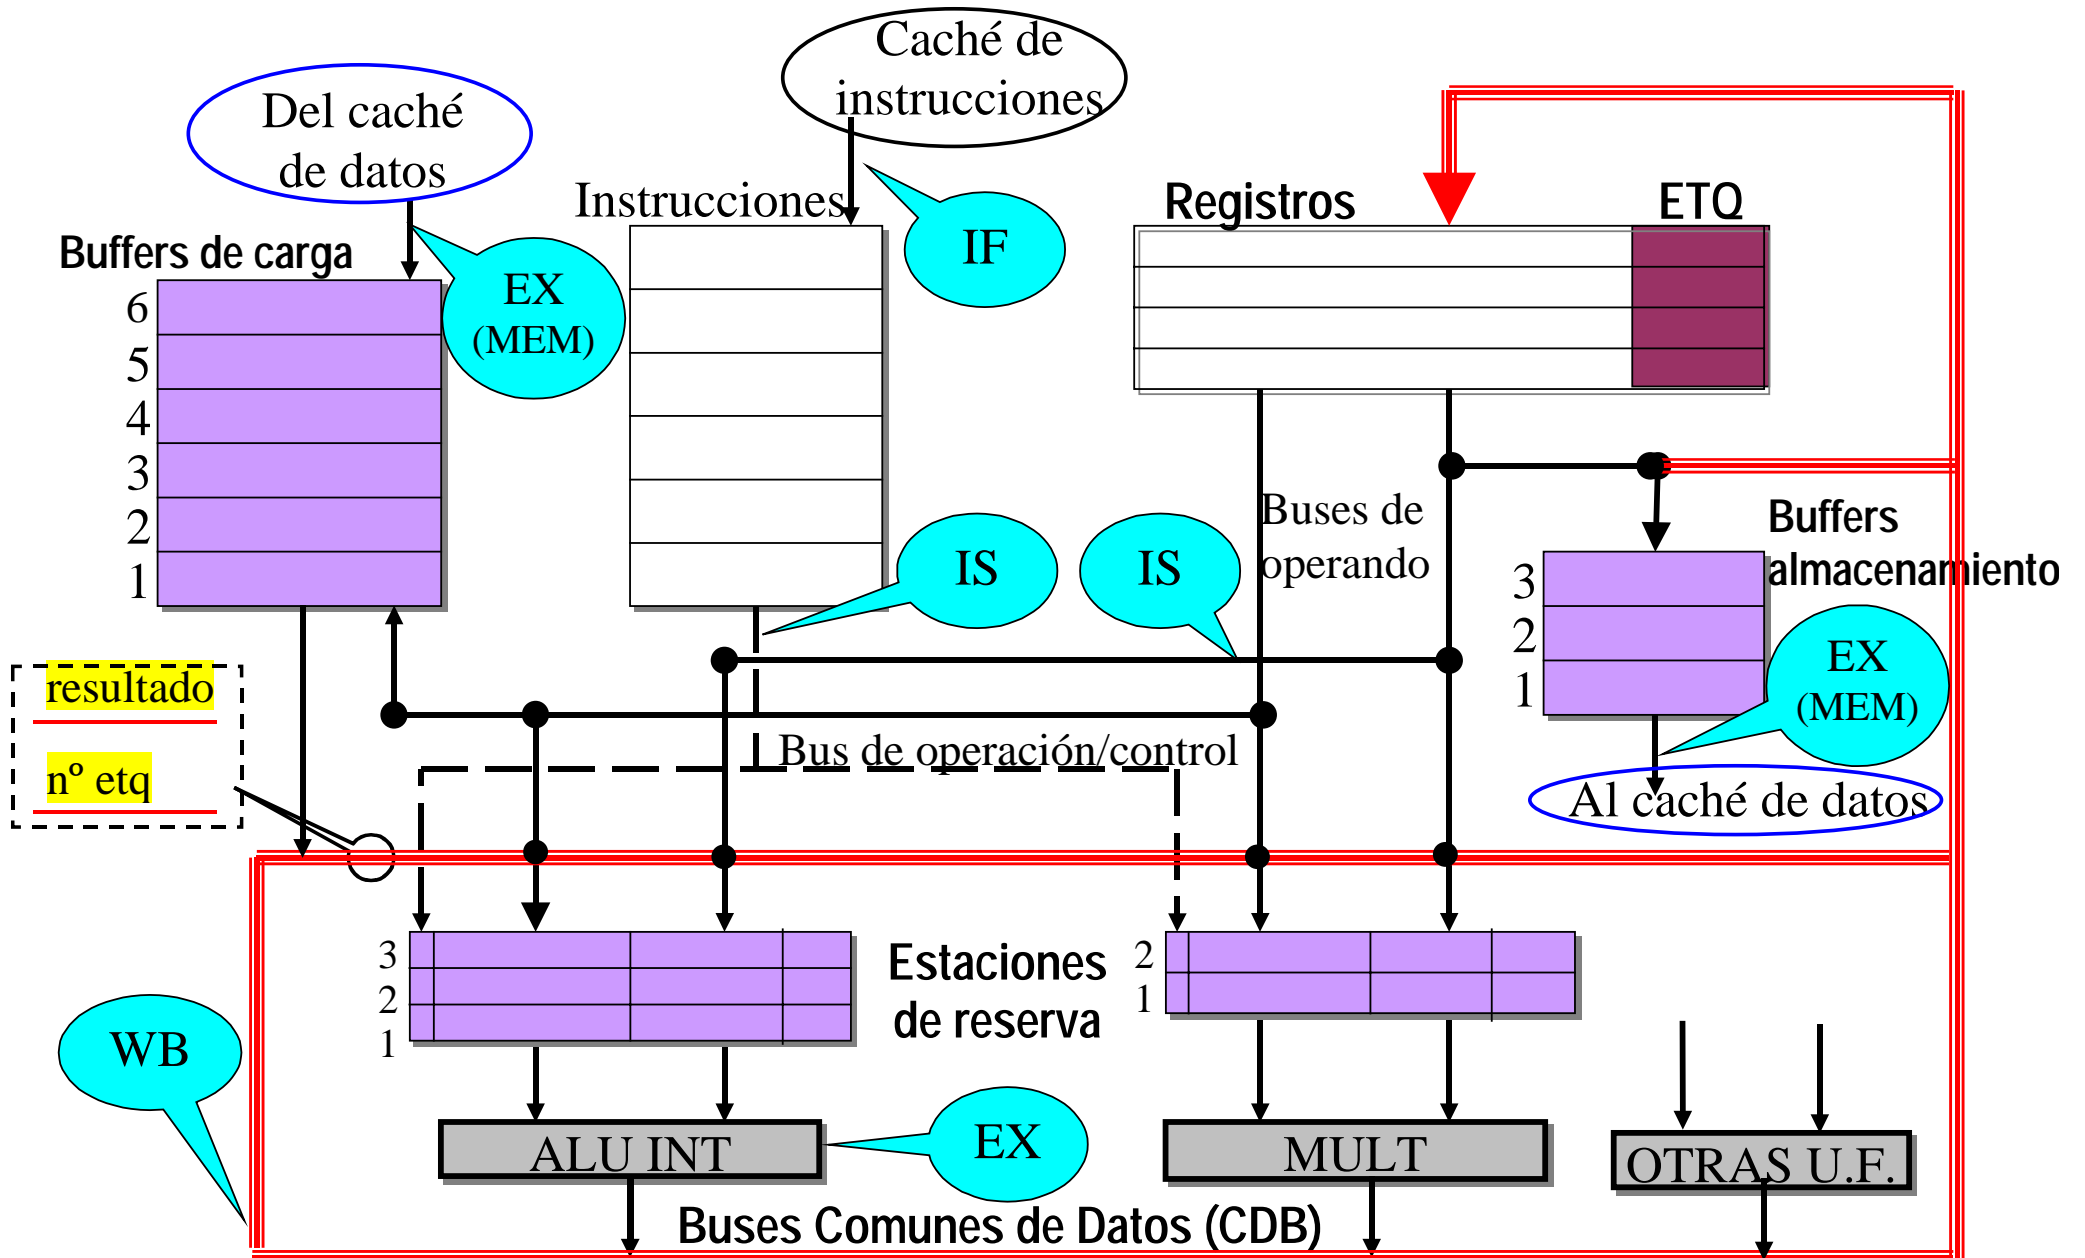 Caché de
instrucciones
Del caché
de datos
Instrucciones
Registros
ETQ
IF
Buffers de carga
EX
(MEM)
6
5
4
3
2
1
Buses de
operando
IS
IS
Buffers
almacenamiento
3
2
1
EX
(MEM)
resultado
nº etq
Bus de operación/control
Al caché de datos
3
2
1
Estaciones
de reserva
2
1
WB
ALU INT
EX
MULT
OTRAS U.F.
Buses Comunes de Datos (CDB)